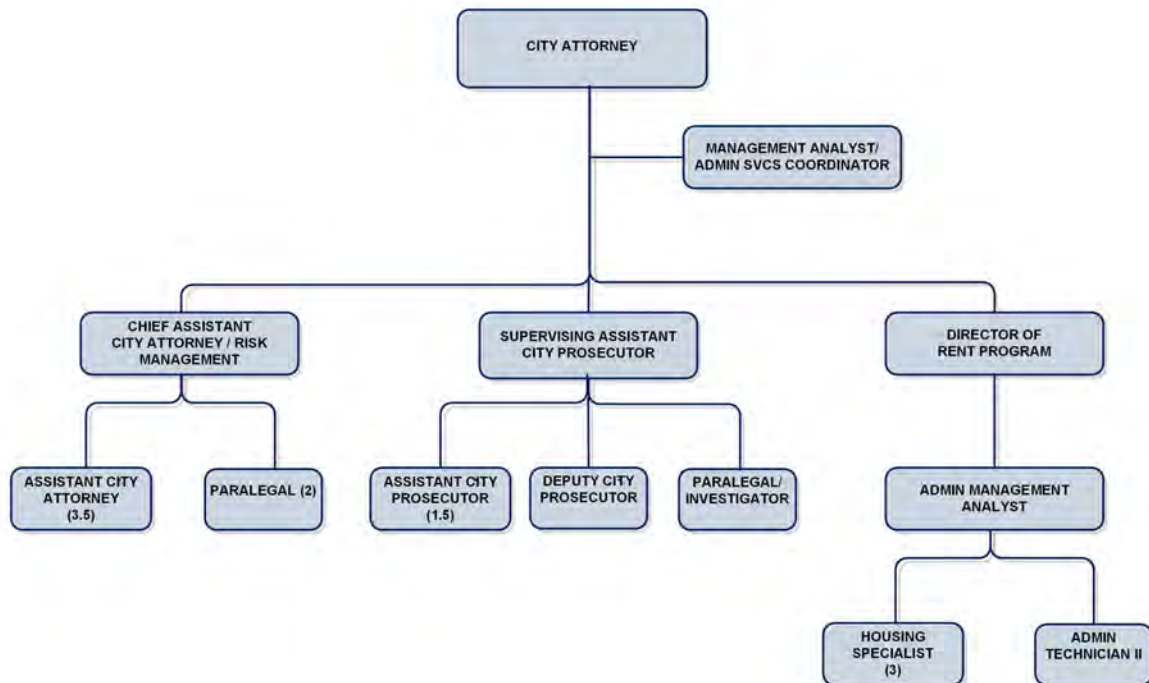 CITY ATTORNEY
MANAGEMENT ANALYST/
ADMIN SVCS COORDINATOR
CHIEF ASSISTANT
CITY ATTORNEY / RISK
MANAGEMENT
SUPERVISING ASSISTANT
CITY PROSECUTOR
DIRECTOR OF
RENT PROGRAM
ASSISTANT CITY
ATTORNEY
(3.5)
PARALEGAL (2)
ASSISTANT CITY
PROSECUTOR
(1.5)
DEPUTY CITY
PROSECUTOR
PARALEGAL/
INVESTIGATOR
ADMIN MANAGEMENT
ANALYST
HOUSING
SPECIALIST
(3)
ADMIN
TECHNICIAN II